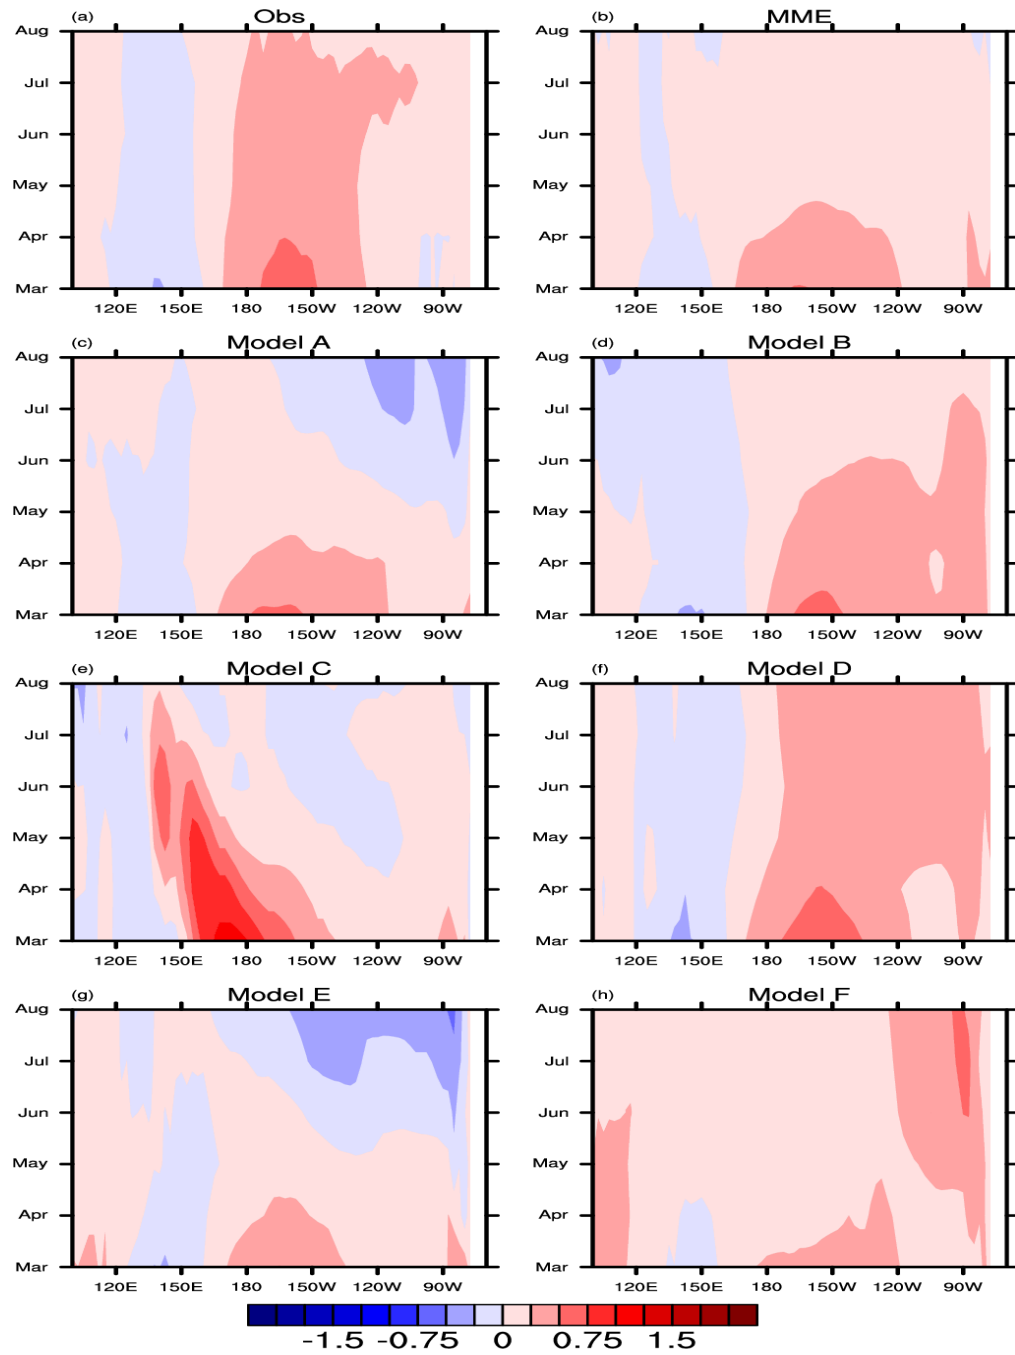 (a) Obs
Aug
Jul
Jun
May
Apr
Mar
120E 150E 180 150W 120W 90W
(b) MME
Aug
Jul
Jun
May
Apr
Mar
120E 150E 180 150W 120W 90W
(c) Model A
Aug
Jul
Jun
May
Apr
Mar
120E 150E 180 150W 120W 90W
(d) Model B
Aug
Jul
Jun
May
Apr
Mar
120E 150E 180 150W 120W 90W
(e) Model C
Aug
Jul
Jun
May
Apr
Mar
120E 150E 180 150W 120W 90W
(f) Model D
Aug
Jul
Jun
May
Apr
Mar
120E 150E 180 150W 120W 90W
(g) Model E
Aug
Jul
Jun
May
Apr
Mar
120E 150E 180 150W 120W 90W
(h) Model F
Aug
Jul
Jun
May
Apr
Mar
120E 150E 180 150W 120W 90W
-1.5 -0.75 0 0.75 1.5